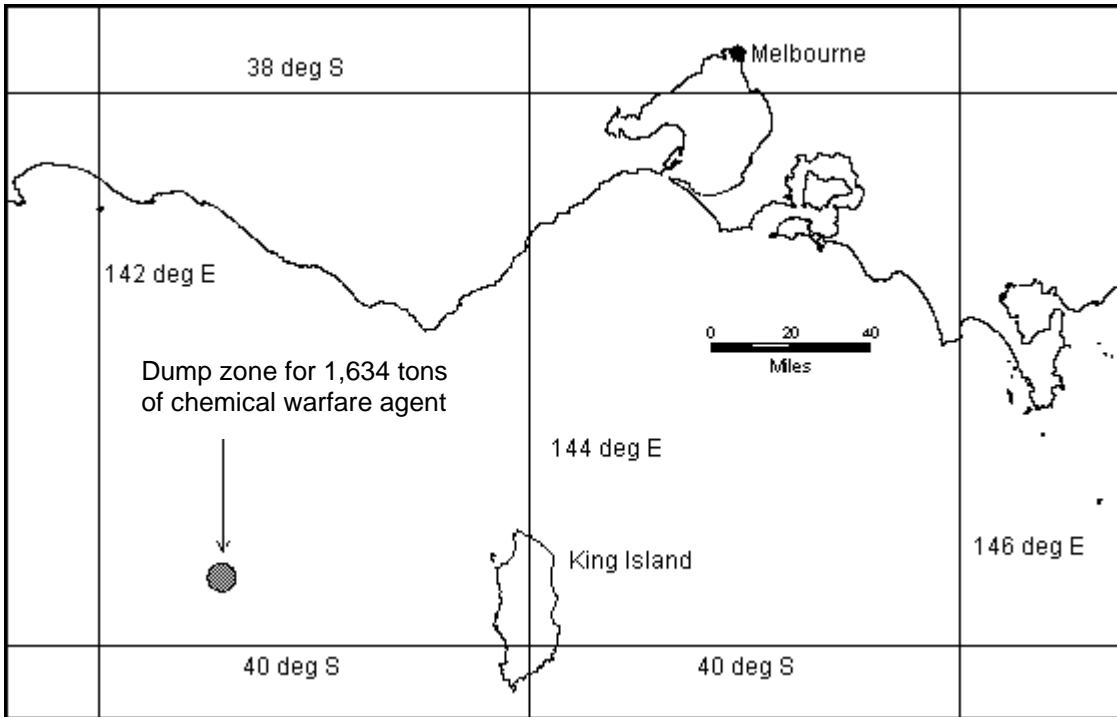 Melbourne
38 deg S
142 deg E
0 20 40
Miles
Dump zone for 1,634 tons
of chemical warfare agent
144 deg E
146 deg E
King Island
40 deg S
40 deg S